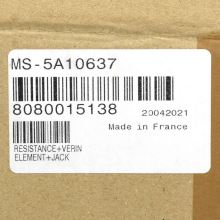 MS-5A10637
8080015138
20042021
Made in France
RESISTANCE+VERIN
ELEMENT+JACK